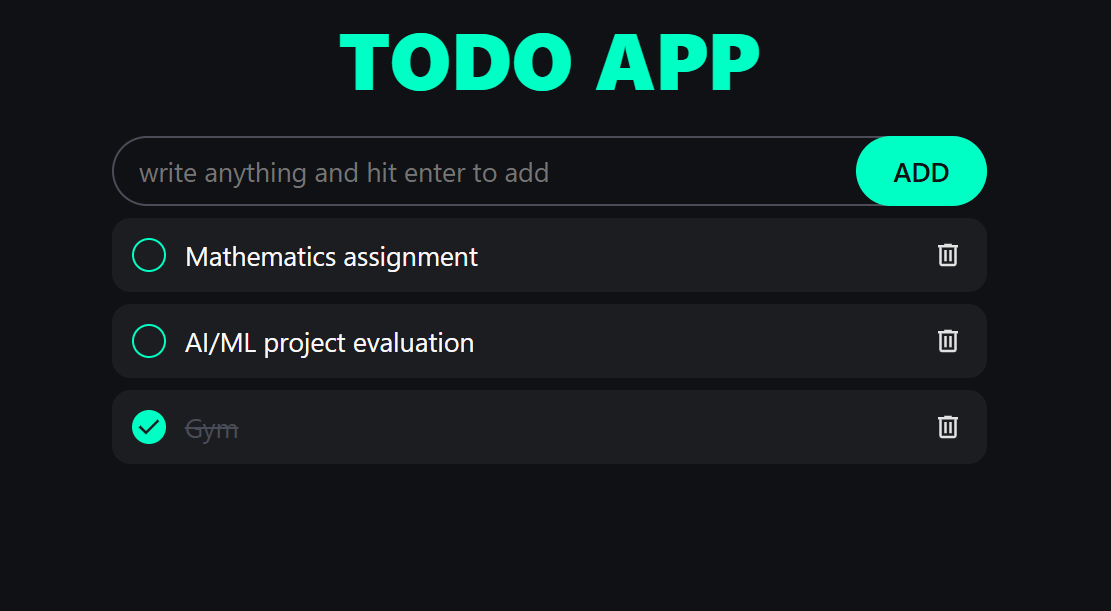 TODO APP
write anything and hit enter to add
ADD
Mathematics assignment
AI/ML project evaluation
Gym